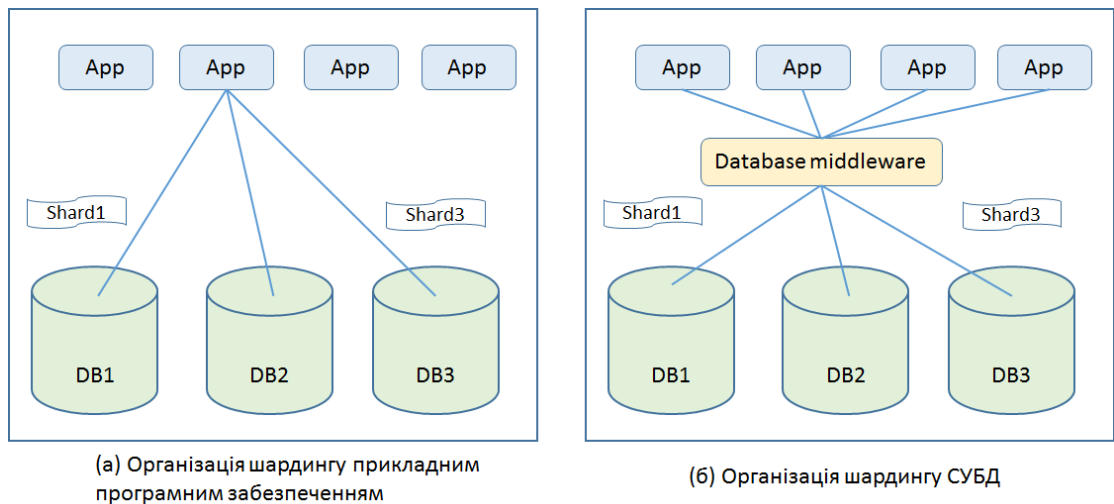 App
App
App
App
Shard1
Shard3
DB1
DB2
DB3
(а) Організація шардингу прикладним
програмним забезпеченням
App
App
App
App
Database middleware
Shard1
Shard3
DB1
DB2
DB3
(б) Організація шардингу СУБД